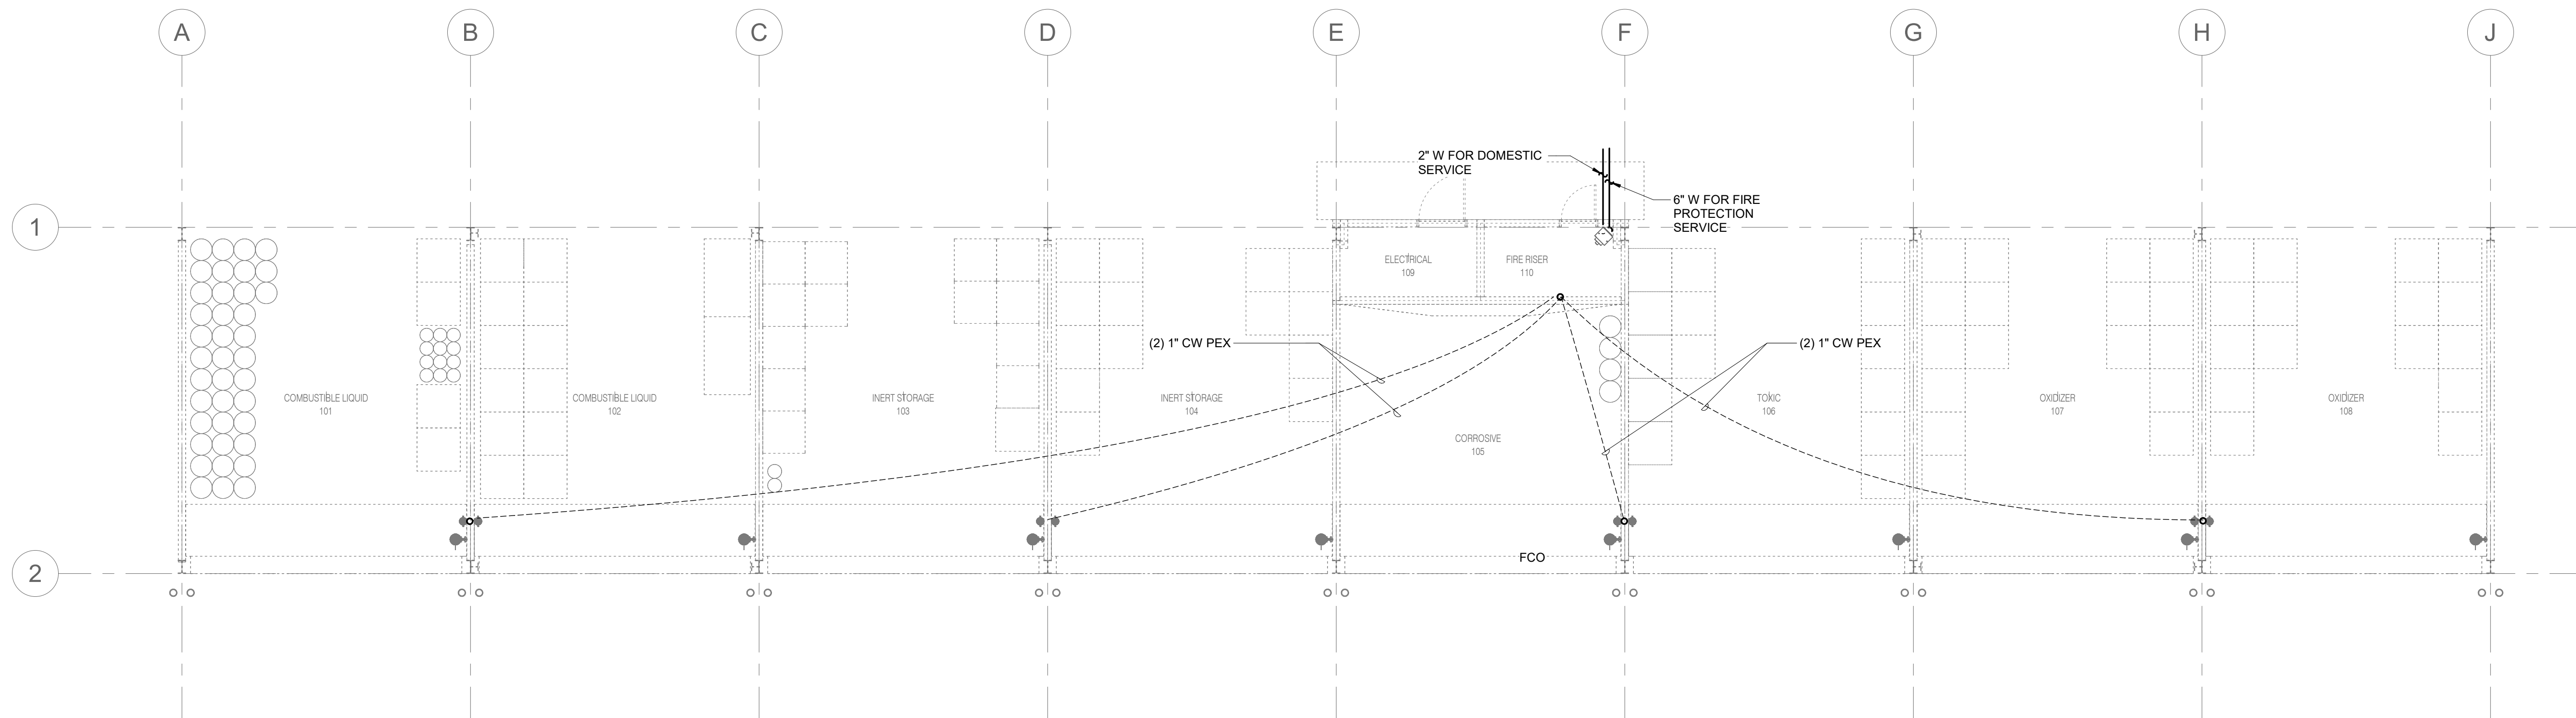 A
B
C
D
E
F
G
H
J
2" W FOR DOMESTIC
SERVICE
6" W FOR FIRE
PROTECTION
SERVICE
1
ELECTRICAL
109
FIRE RISER
110
(2) 1" CW PEX
(2) 1" CW PEX
COMBUSTIBLE LIQUID
101
COMBUSTIBLE LIQUID
102
INERT STORAGE
103
INERT STORAGE
104
TOXIC
106
OXIDIZER
107
OXIDIZER
108
CORROSIVE
105
FCO
2